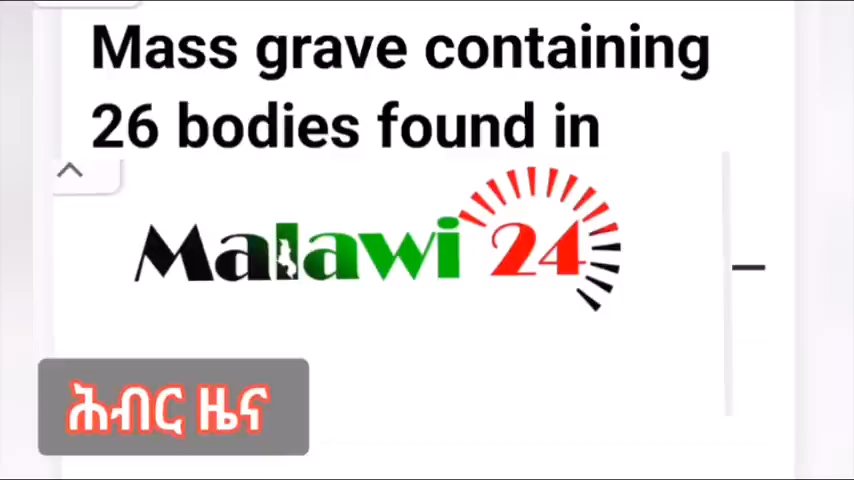 Mass grave containing
26 bodies found in
Malawi 24
ሕብር ዜና